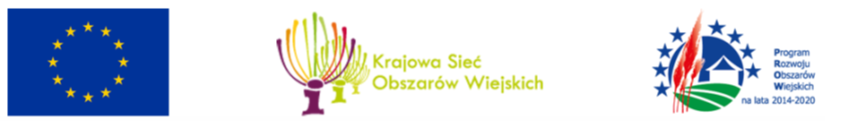 Krajowa Sieć
Obszarów Wiejskich
Program
Rozwoju
Obszarów
Wiejskich
na lata 2014-2020